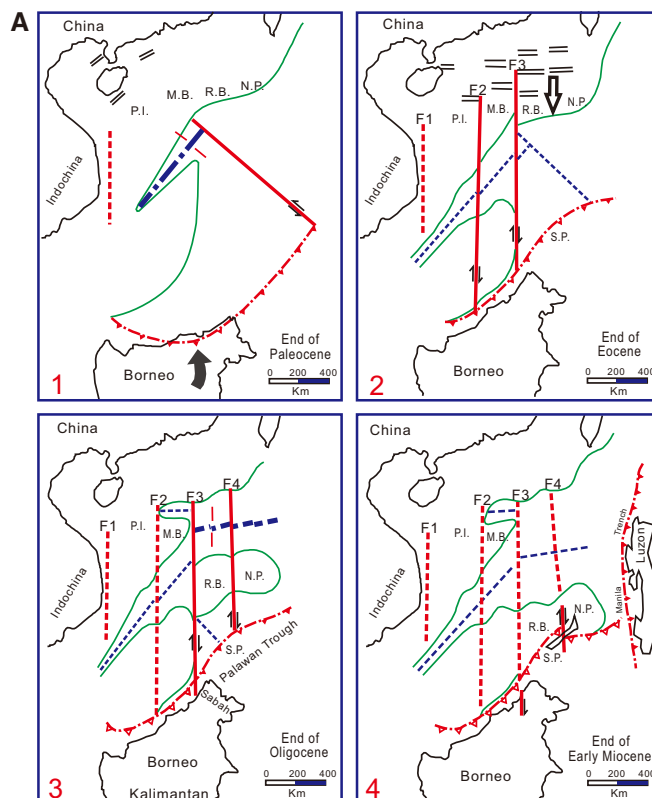 A
China
Indochina
P.I.
M.B.
R.B.
N.P.
Borneo
End of
Paleocene
0 200 400
Km
1
China
F3
F2
P.I.
M.B.
R.B.
N.P.
F1
Indochina
S.P.
Borneo
End of
Eocene
0 200 400
Km
2
China
F2
F3
F4
F1
P.I.
M.B.
R.B.
N.P.
Indochina
S.P.
Palawan Trough
Sabah
Borneo
Kalimantan
End of
Oligocene
0 200 400
Km
3
China
F2
F3
F4
F1
P.I.
M.B.
Indochina
Trench
Luzon
Manila
N.P.
R.B.
S.P.
Borneo
End of
Early Miocene
0 200 400
Km
4